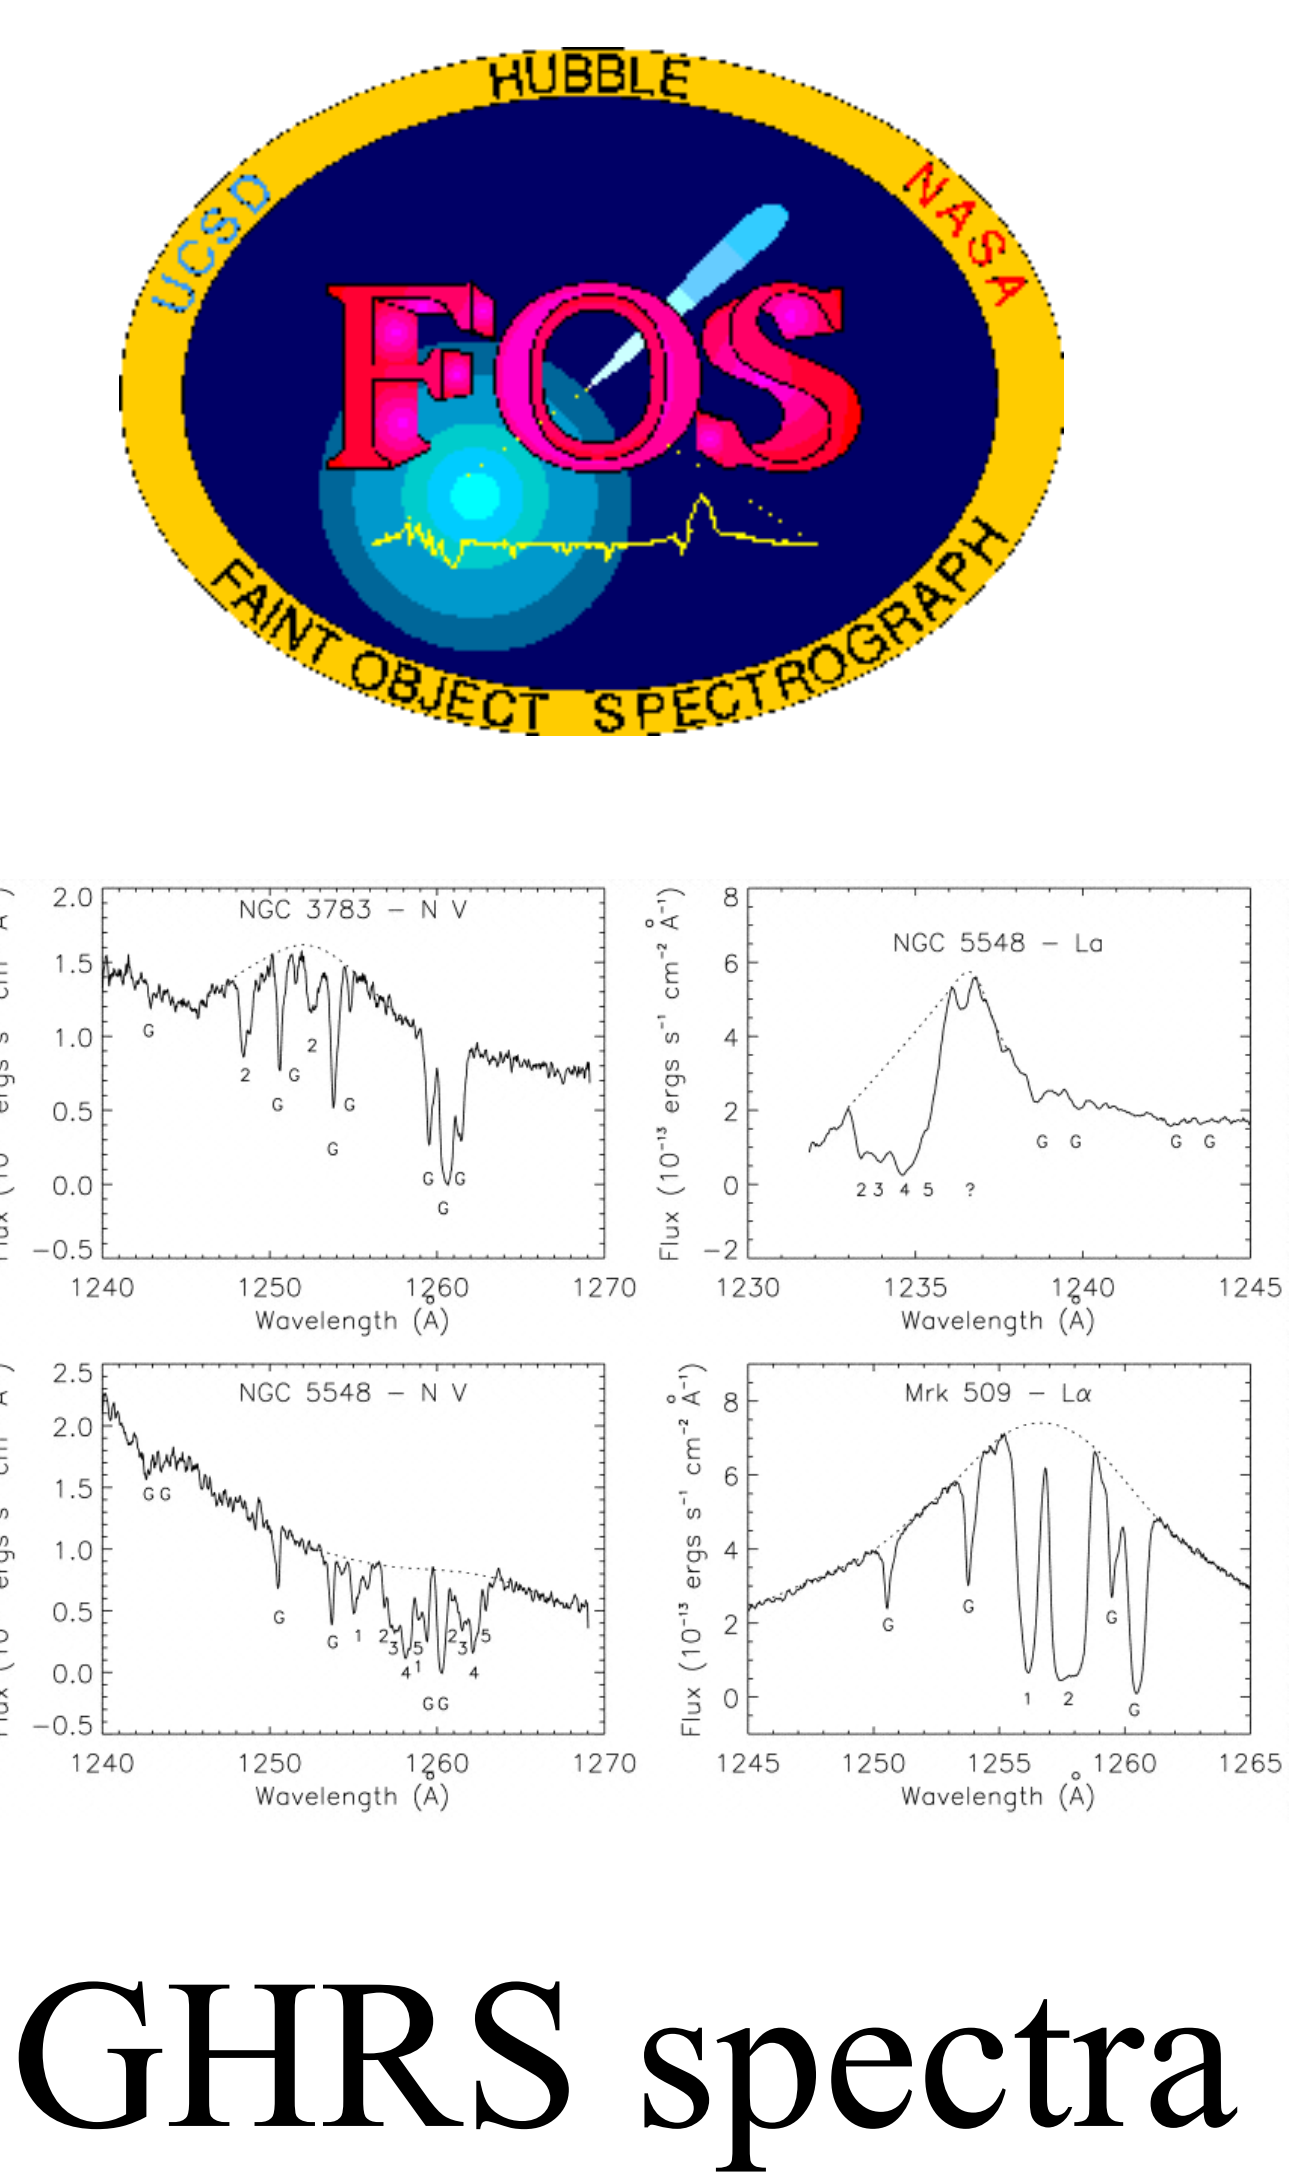 HUBBLE
UCSD
NASA
FOS
FAINT OBJECT SPECTROGRAPH
NGC 3783 – N V
2.0
1.5
1.0
0.5
0.0
−0.5
G
2
G
G
2
G
G
G
G
G
1240 1250 1260 1270
Wavelength (Å)
NGC 5548 – La
Flux (10⁻¹³ ergs s⁻¹ cm⁻² Å⁻¹)
8
6
4
2
0
−2
G G G G
2 3 4 5 ?
1230 1235 1240 1245
Wavelength (Å)
NGC 5548 – N V
2.5
2.0
1.5
1.0
0.5
0.0
−0.5
G G
G
G 1 2 3 5 2 3 5
4 1 4
G G
1240 1250 1260 1270
Wavelength (Å)
Mrk 509 – Lα
Flux (10⁻¹³ ergs s⁻¹ cm⁻² Å⁻¹)
8
6
4
2
0
G G G
1 2 G
1245 1250 1255 1260 1265
Wavelength (Å)
GHRS spectra